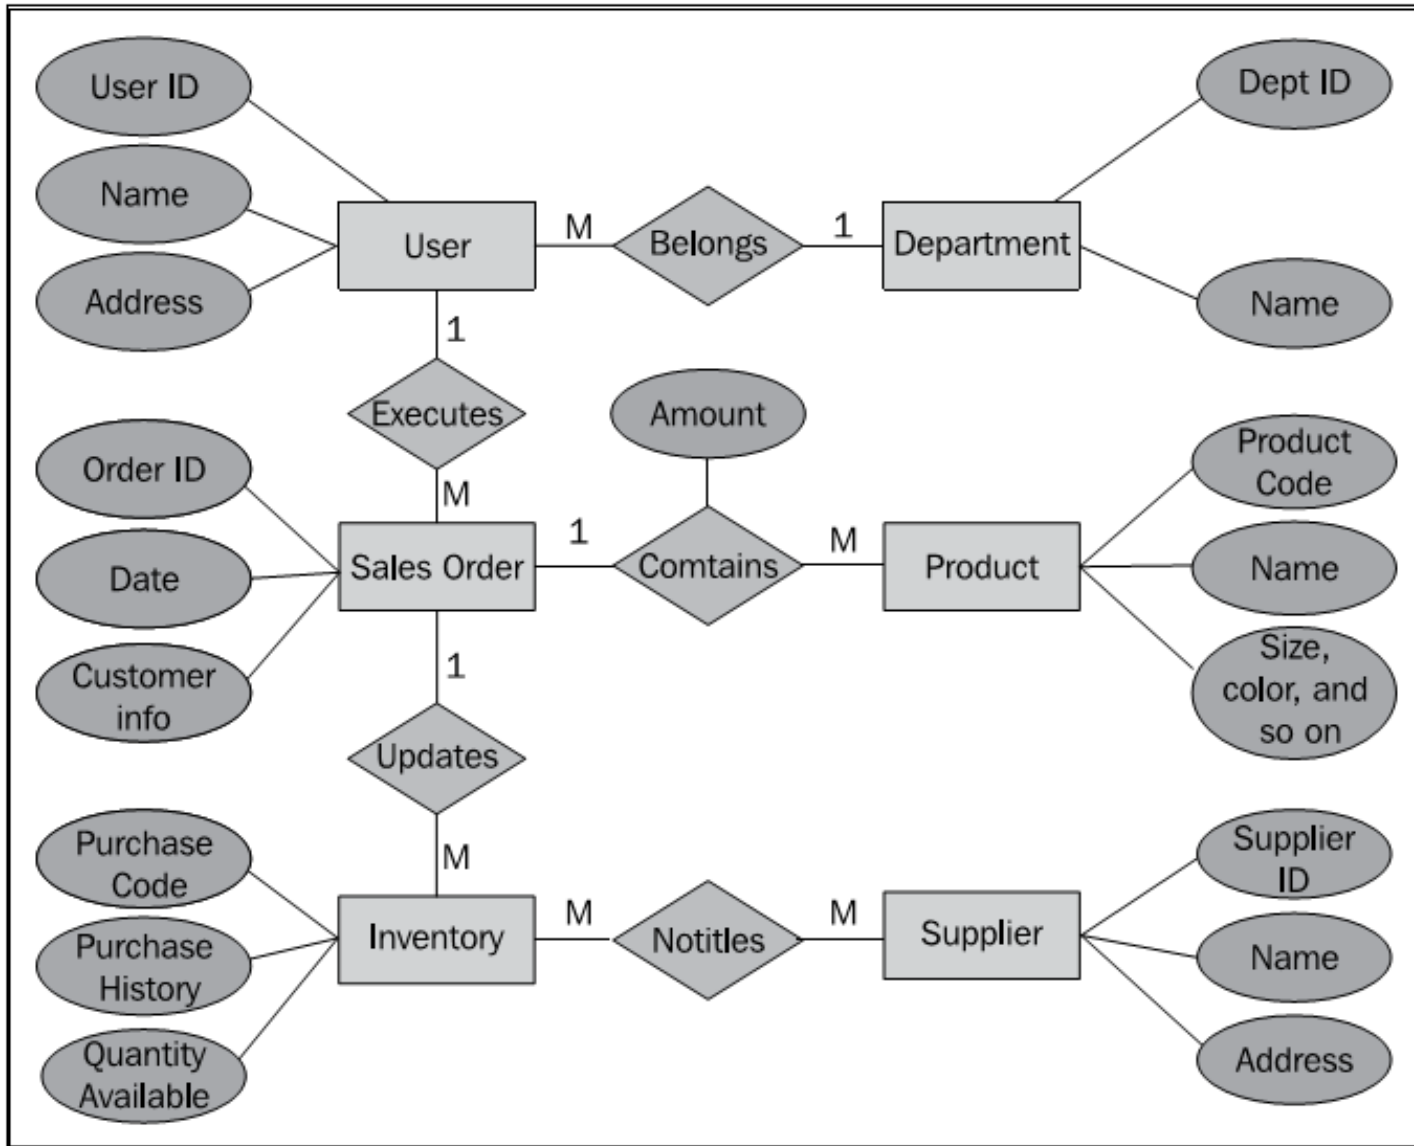 User ID
Dept ID
Name
User
M
Belongs
1
Department
Address
Name
1
Executes
Amount
Product
Code
Order ID
M
Sales Order
1
Comtains
M
Product
Name
Date
Size,
color, and
so on
Customer
info
1
Updates
Purchase
Code
Supplier
ID
M
Inventory
M
Notitles
M
Supplier
Purchase
History
Name
Quantity
Available
Address